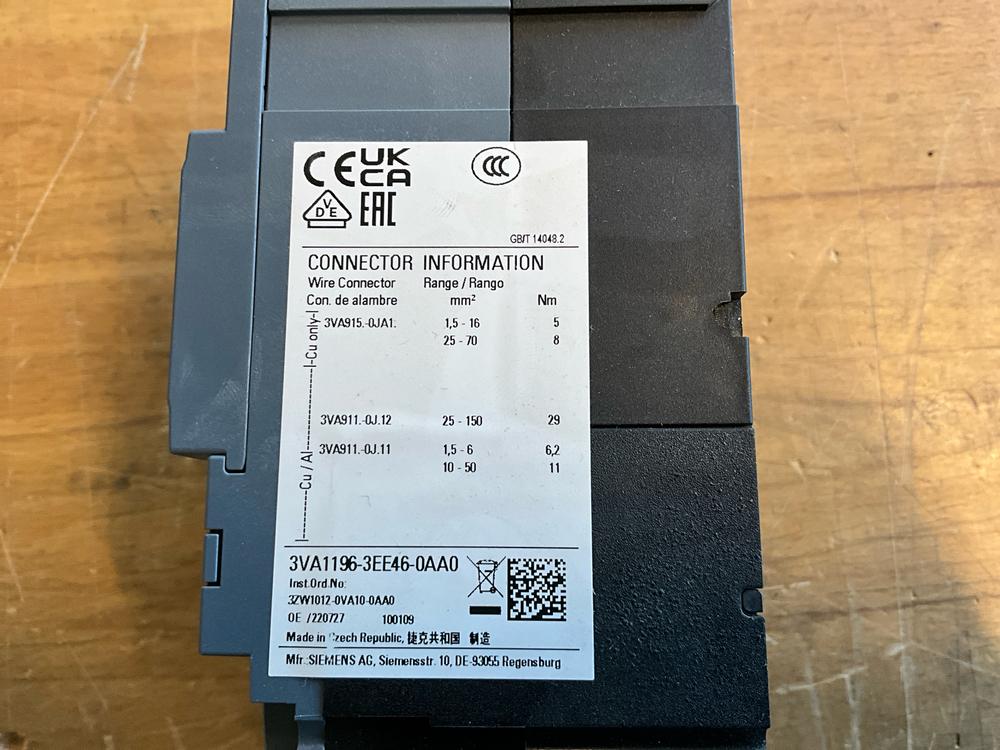 CE UK CA
CCC
VDE EAC
GB/T 14048.2
CONNECTOR INFORMATION
Wire Connector Range / Rango
Con. de alambre mm² Nm
|-Cu only-|
3VA915.-0JA1. 1,5 - 16 5
25 - 70 8
3VA911.-0J.12 25 - 150 29
3VA911.-0J.11 1,5 - 6 6,2
10 - 50 11
|------Cu / Al--------|
3VA1196-3EE46-0AA0
Inst.Ord.No:
3ZW1012-0VA10-0AA0
OE /220727 100109
Made in Czech Republic, 捷克共和国 制造
Mfr.:SIEMENS AG, Siemensstr. 10, DE-93055 Regensburg